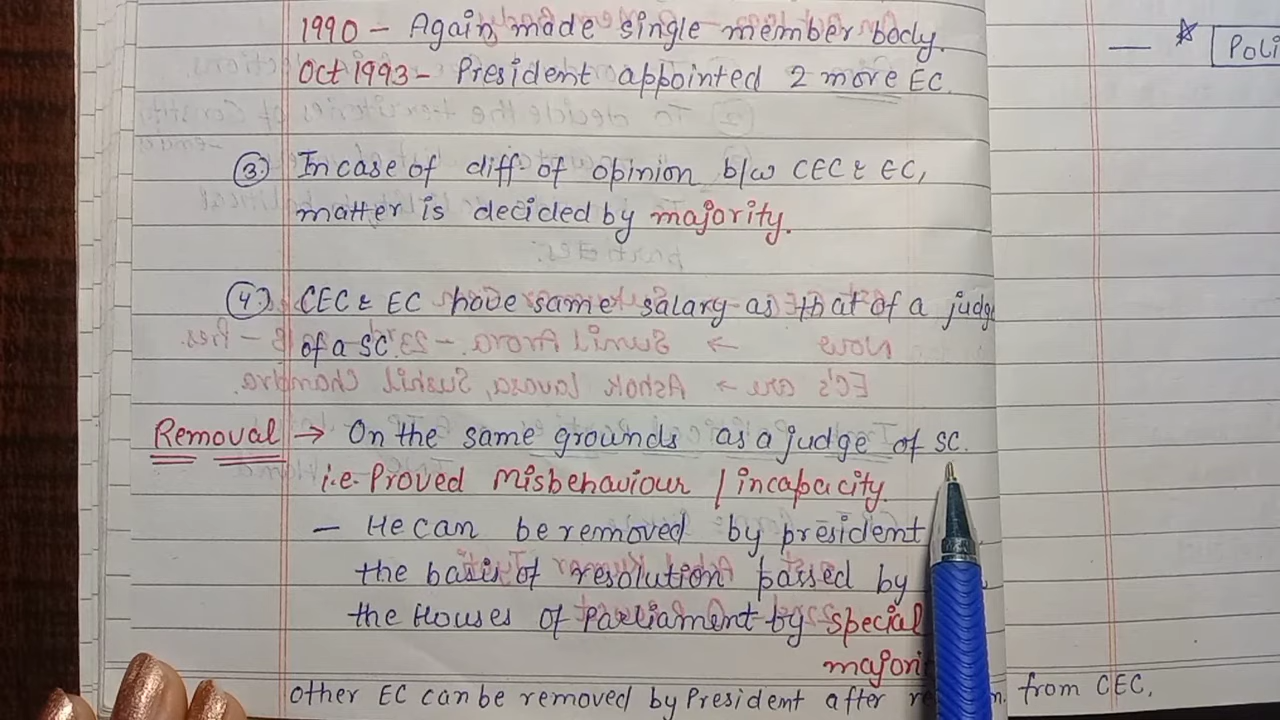 1990 - Again made single member body.
Oct 1993 - President appointed 2 more EC.
③ In case of diff. of opinion b/w CEC & EC,
matter is decided by majority.
④ CEC & EC have same salary as that of a judge
of a SC.
Removal → On the same grounds as a judge of SC.
i.e. Proved Misbehaviour / incapacity.
- He can be removed by president
the basis of resolution passed by
the Houses of Parliament by special
majori
other EC can be removed by President after from CEC.
— ☆ Poli